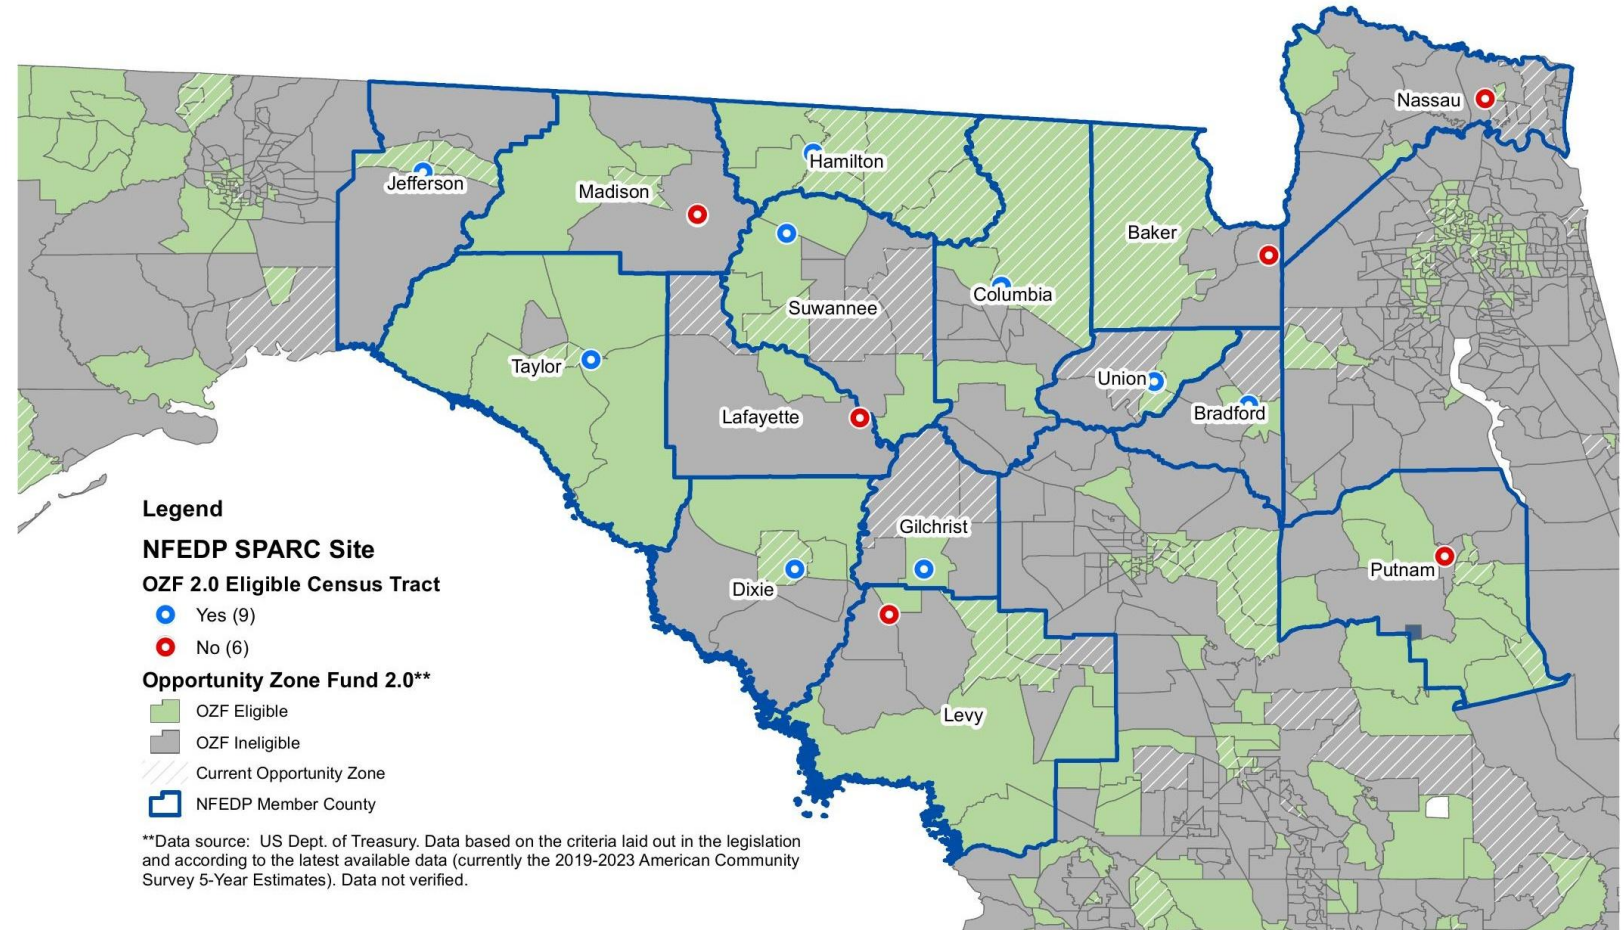 Nassau
Hamilton
Jefferson
Madison
Baker
Columbia
Suwannee
Taylor
Union
Bradford
Lafayette
Gilchrist
Putnam
Dixie
Levy
Legend
NFEDP SPARC Site
OZF 2.0 Eligible Census Tract
Yes (9)
No (6)
Opportunity Zone Fund 2.0**
OZF Eligible
OZF Ineligible
Current Opportunity Zone
NFEDP Member County
**Data source: US Dept. of Treasury. Data based on the criteria laid out in the legislation
and according to the latest available data (currently the 2019-2023 American Community
Survey 5-Year Estimates). Data not verified.